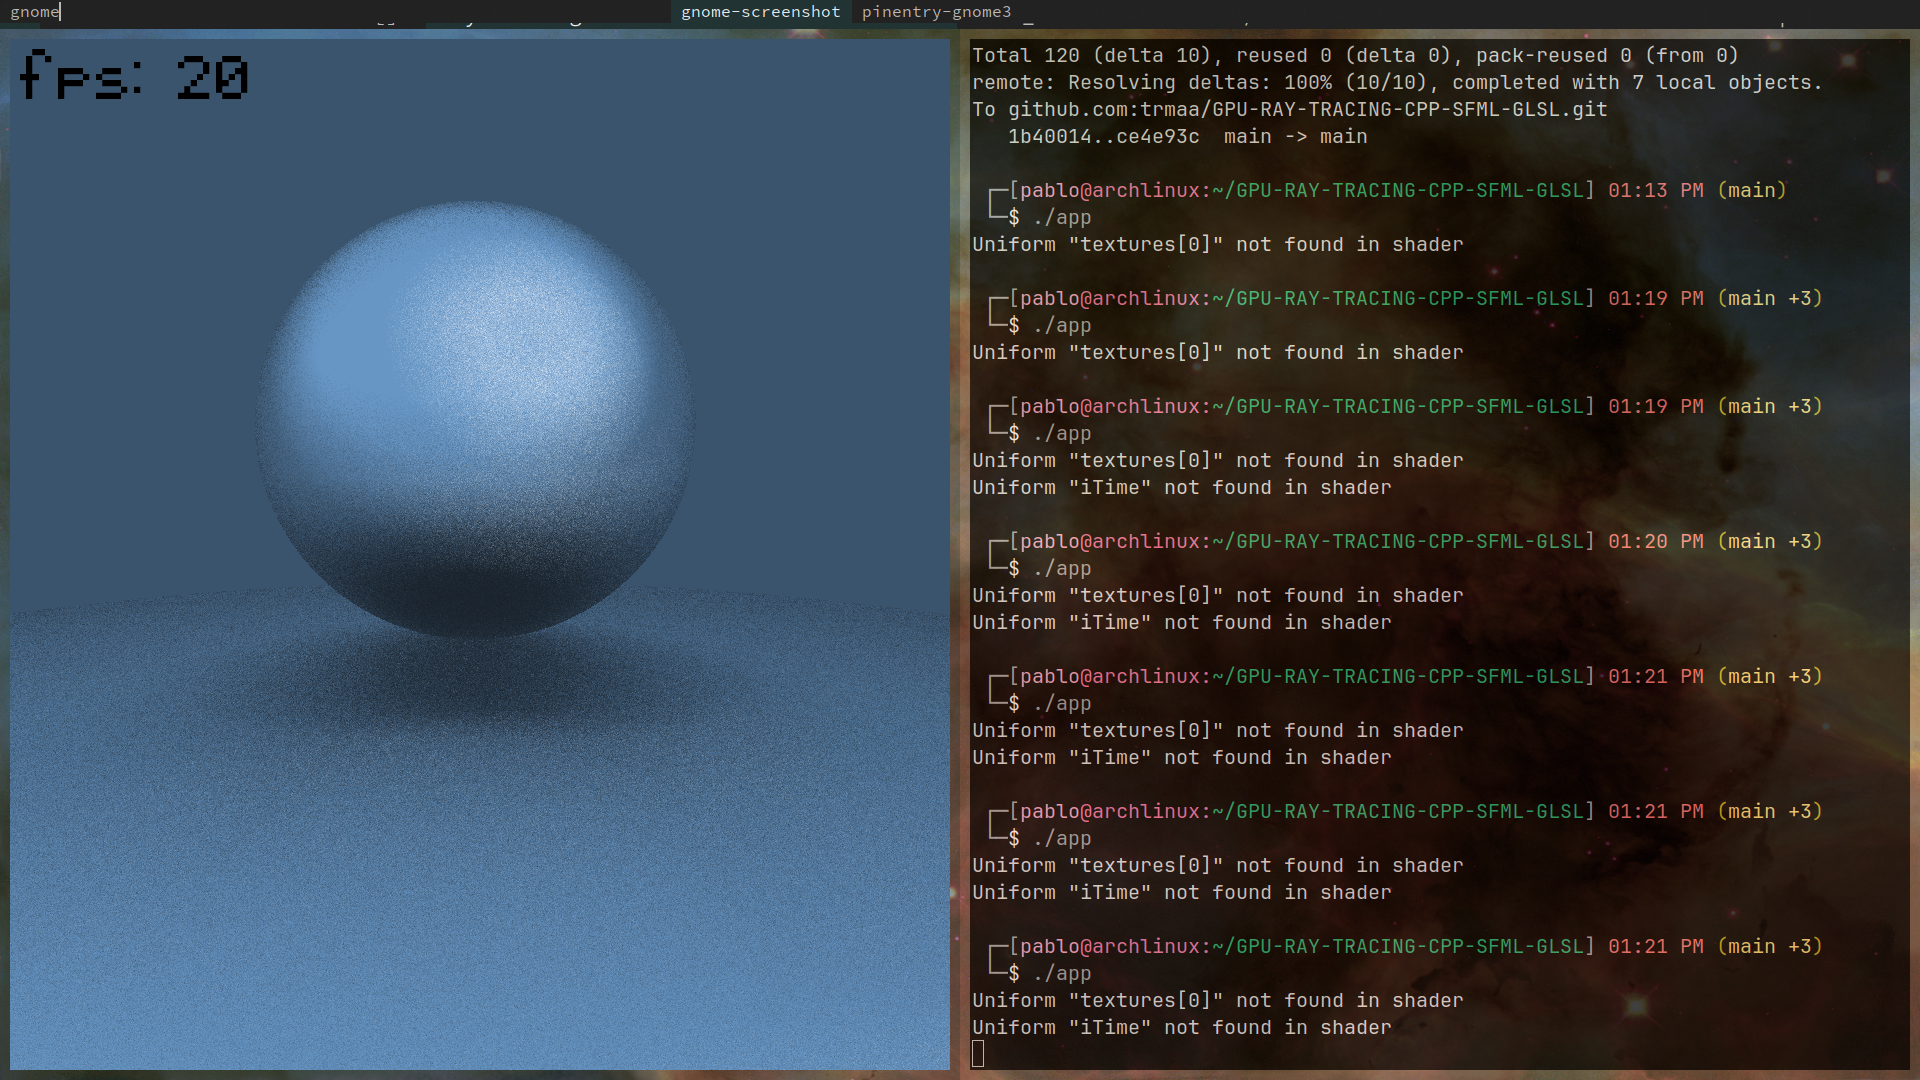 gnome gnome-screenshot pinentry-gnome3
fps: 20
Total 120 (delta 10), reused 0 (delta 0), pack-reused 0 (from 0)
remote: Resolving deltas: 100% (10/10), completed with 7 local objects.
To github.com:trmaa/GPU-RAY-TRACING-CPP-SFML-GLSL.git
1b40014..ce4e93c main -> main
[pablo@archlinux:~/GPU-RAY-TRACING-CPP-SFML-GLSL] 01:13 PM (main)
$ ./app
Uniform "textures[0]" not found in shader
[pablo@archlinux:~/GPU-RAY-TRACING-CPP-SFML-GLSL] 01:19 PM (main +3)
$ ./app
Uniform "textures[0]" not found in shader
[pablo@archlinux:~/GPU-RAY-TRACING-CPP-SFML-GLSL] 01:19 PM (main +3)
$ ./app
Uniform "textures[0]" not found in shader
Uniform "iTime" not found in shader
[pablo@archlinux:~/GPU-RAY-TRACING-CPP-SFML-GLSL] 01:20 PM (main +3)
$ ./app
Uniform "textures[0]" not found in shader
Uniform "iTime" not found in shader
[pablo@archlinux:~/GPU-RAY-TRACING-CPP-SFML-GLSL] 01:21 PM (main +3)
$ ./app
Uniform "textures[0]" not found in shader
Uniform "iTime" not found in shader
[pablo@archlinux:~/GPU-RAY-TRACING-CPP-SFML-GLSL] 01:21 PM (main +3)
$ ./app
Uniform "textures[0]" not found in shader
Uniform "iTime" not found in shader
[pablo@archlinux:~/GPU-RAY-TRACING-CPP-SFML-GLSL] 01:21 PM (main +3)
$ ./app
Uniform "textures[0]" not found in shader
Uniform "iTime" not found in shader